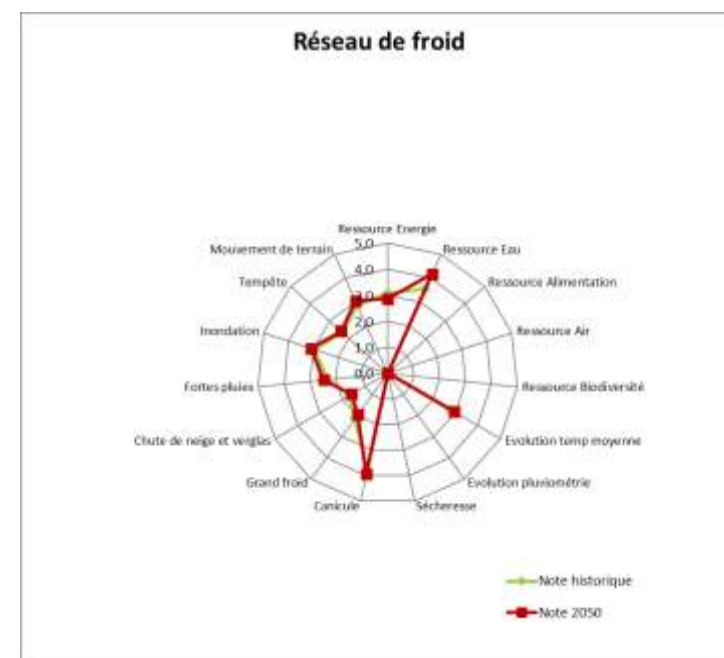 Réseau de froid
Ressource Energie
Mouvement de terrain
5,0
Ressource Eau
Tempête
4,0
Ressource Alimentation
3,0
Inondation
2,0
Ressource Air
1,0
Fortes pluies
0,0
Ressource Biodiversité
Chute de neige et verglas
Evolution temp moyenne
Grand froid
Evolution pluviométrie
Canicule
Sécheresse
Note historique
Note 2050